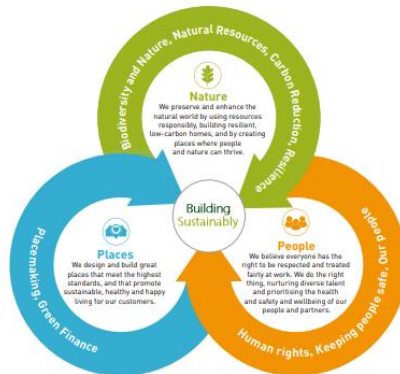 Biodiversity and Nature, Natural Resources, Carbon Reduction, Resilience
Nature
We preserve and enhance the
natural world by using resources
responsibly, building resilient,
low-carbon homes, and by creating
places where people
and nature can thrive.
Building
Sustainably
Places
We design and build great
places that meet the highest
standards, and that promote
sustainable, healthy and happy
living for our customers.
Placemaking, Green Finance
People
We believe everyone has the
right to be respected and treated
fairly at work. We do the right
thing, nurturing diverse talent
and prioritising the health
and safety and wellbeing of our
people and partners.
Human rights, Keeping people safe, Our people